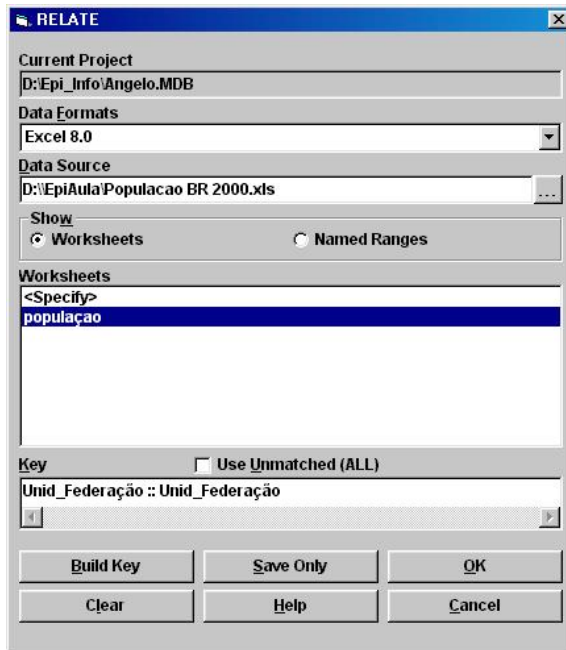 RELATE
Current Project
D:\Epi_Info\Angelo.MDB
Data Formats
Excel 8.0
Data Source
D:\\EpiAula\Populacao BR 2000.xls
...
Show
Worksheets
Named Ranges
Worksheets
<Specify>
populaçao
Key
Use Unmatched (ALL)
Unid_Federação :: Unid_Federação
Build Key
Save Only
OK
Clear
Help
Cancel